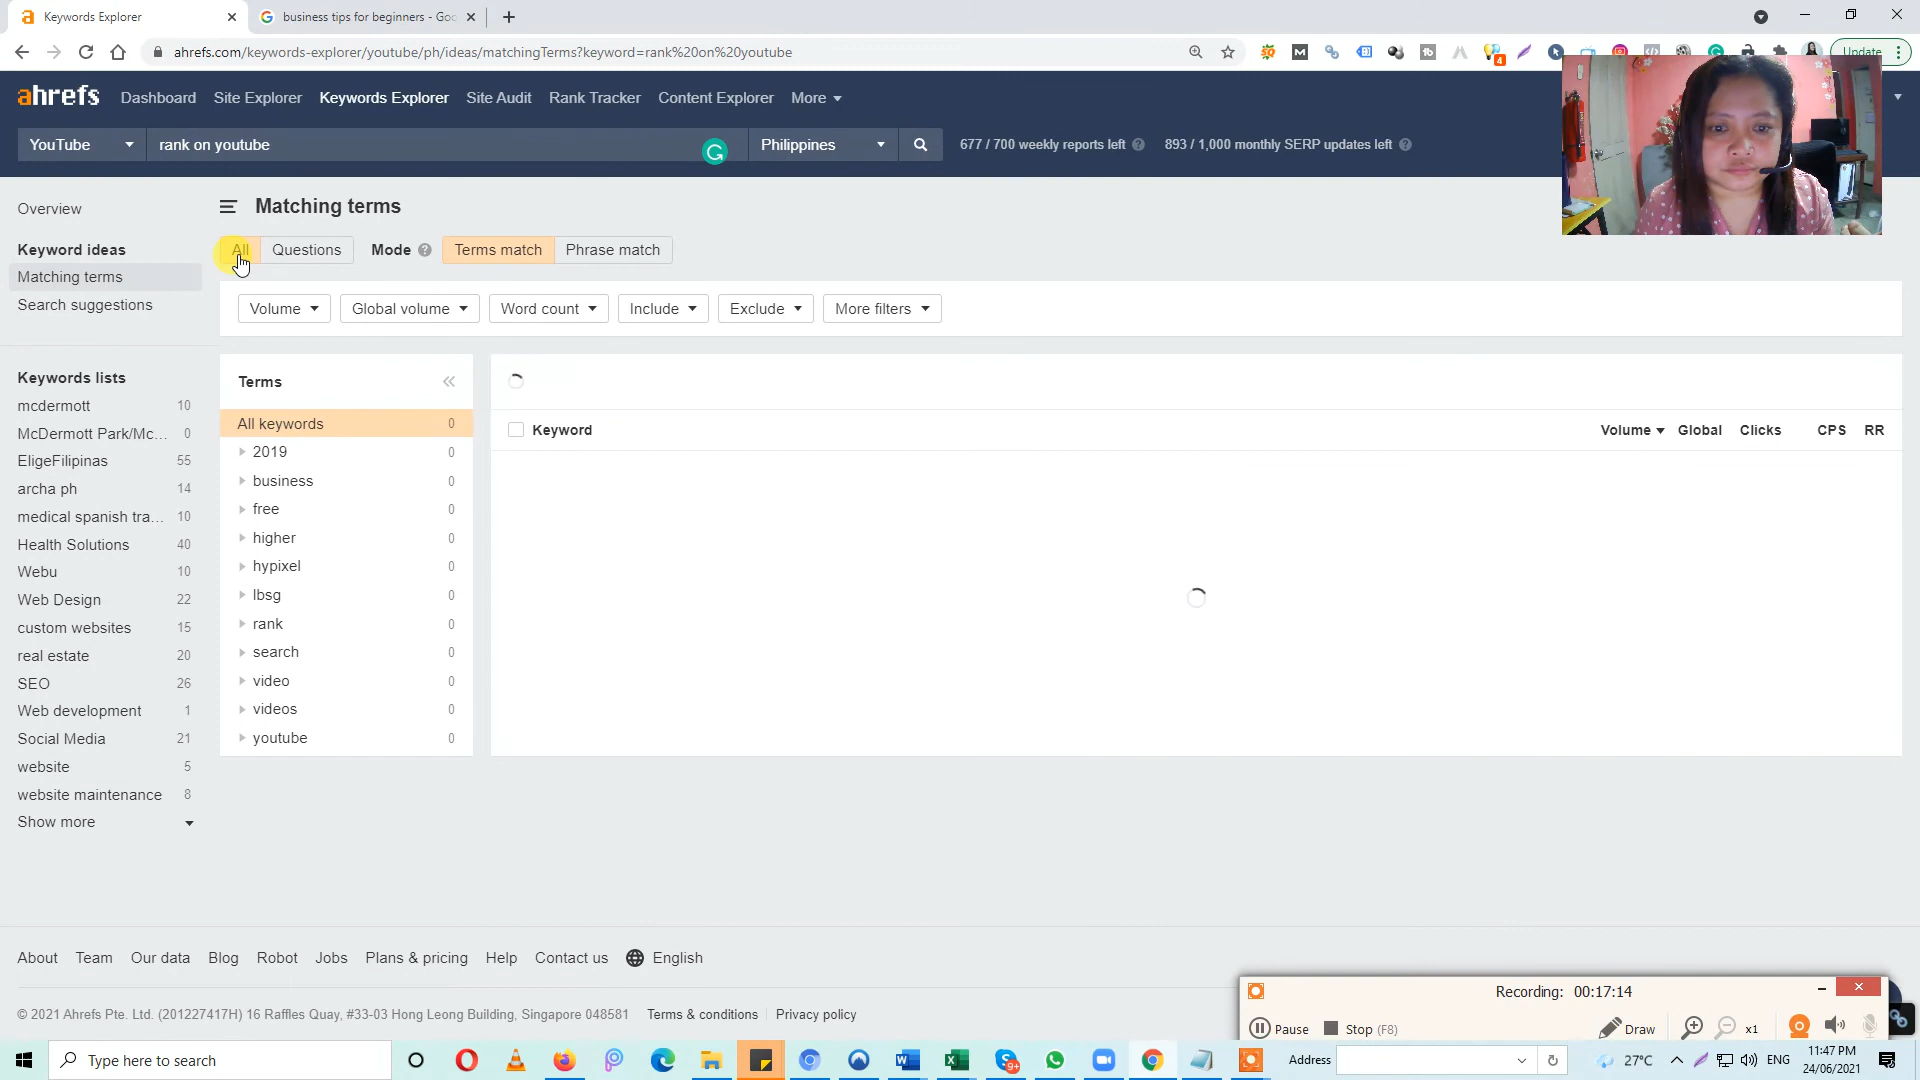 Keywords Explorer
business tips for beginners - Goo
ahrefs.com/keywords-explorer/youtube/ph/ideas/matchingTerms?keyword=rank%20on%20youtube
4
Update
ahrefs
Dashboard
Site Explorer
Keywords Explorer
Site Audit
Rank Tracker
Content Explorer
More
YouTube
rank on youtube
Philippines
677 / 700 weekly reports left
893 / 1,000 monthly SERP updates left
Overview
Keyword ideas
Matching terms
Search suggestions
Keywords lists
mcdermott 10
McDermott Park/Mc... 0
EligeFilipinas 55
archa ph 14
medical spanish tra... 10
Health Solutions 40
Webu 10
Web Design 22
custom websites 15
real estate 20
SEO 26
Web development 1
Social Media 21
website 5
website maintenance 8
Show more
Matching terms
All
Questions
Mode
Terms match
Phrase match
Volume
Global volume
Word count
Include
Exclude
More filters
Terms
All keywords 0
2019 0
business 0
free 0
higher 0
hypixel 0
lbsg 0
rank 0
search 0
video 0
videos 0
youtube 0
Keyword
Volume
Global
Clicks
CPS
RR
About
Team
Our data
Blog
Robot
Jobs
Plans & pricing
Help
Contact us
English
© 2021 Ahrefs Pte. Ltd. (201227417H) 16 Raffles Quay, #33-03 Hong Leong Building, Singapore 048581
Terms & conditions
Privacy policy
Recording: 00:17:14
Pause
Stop (F8)
Draw
x1
Type here to search
9+
Address
27°C
ENG
11:47 PM
24/06/2021